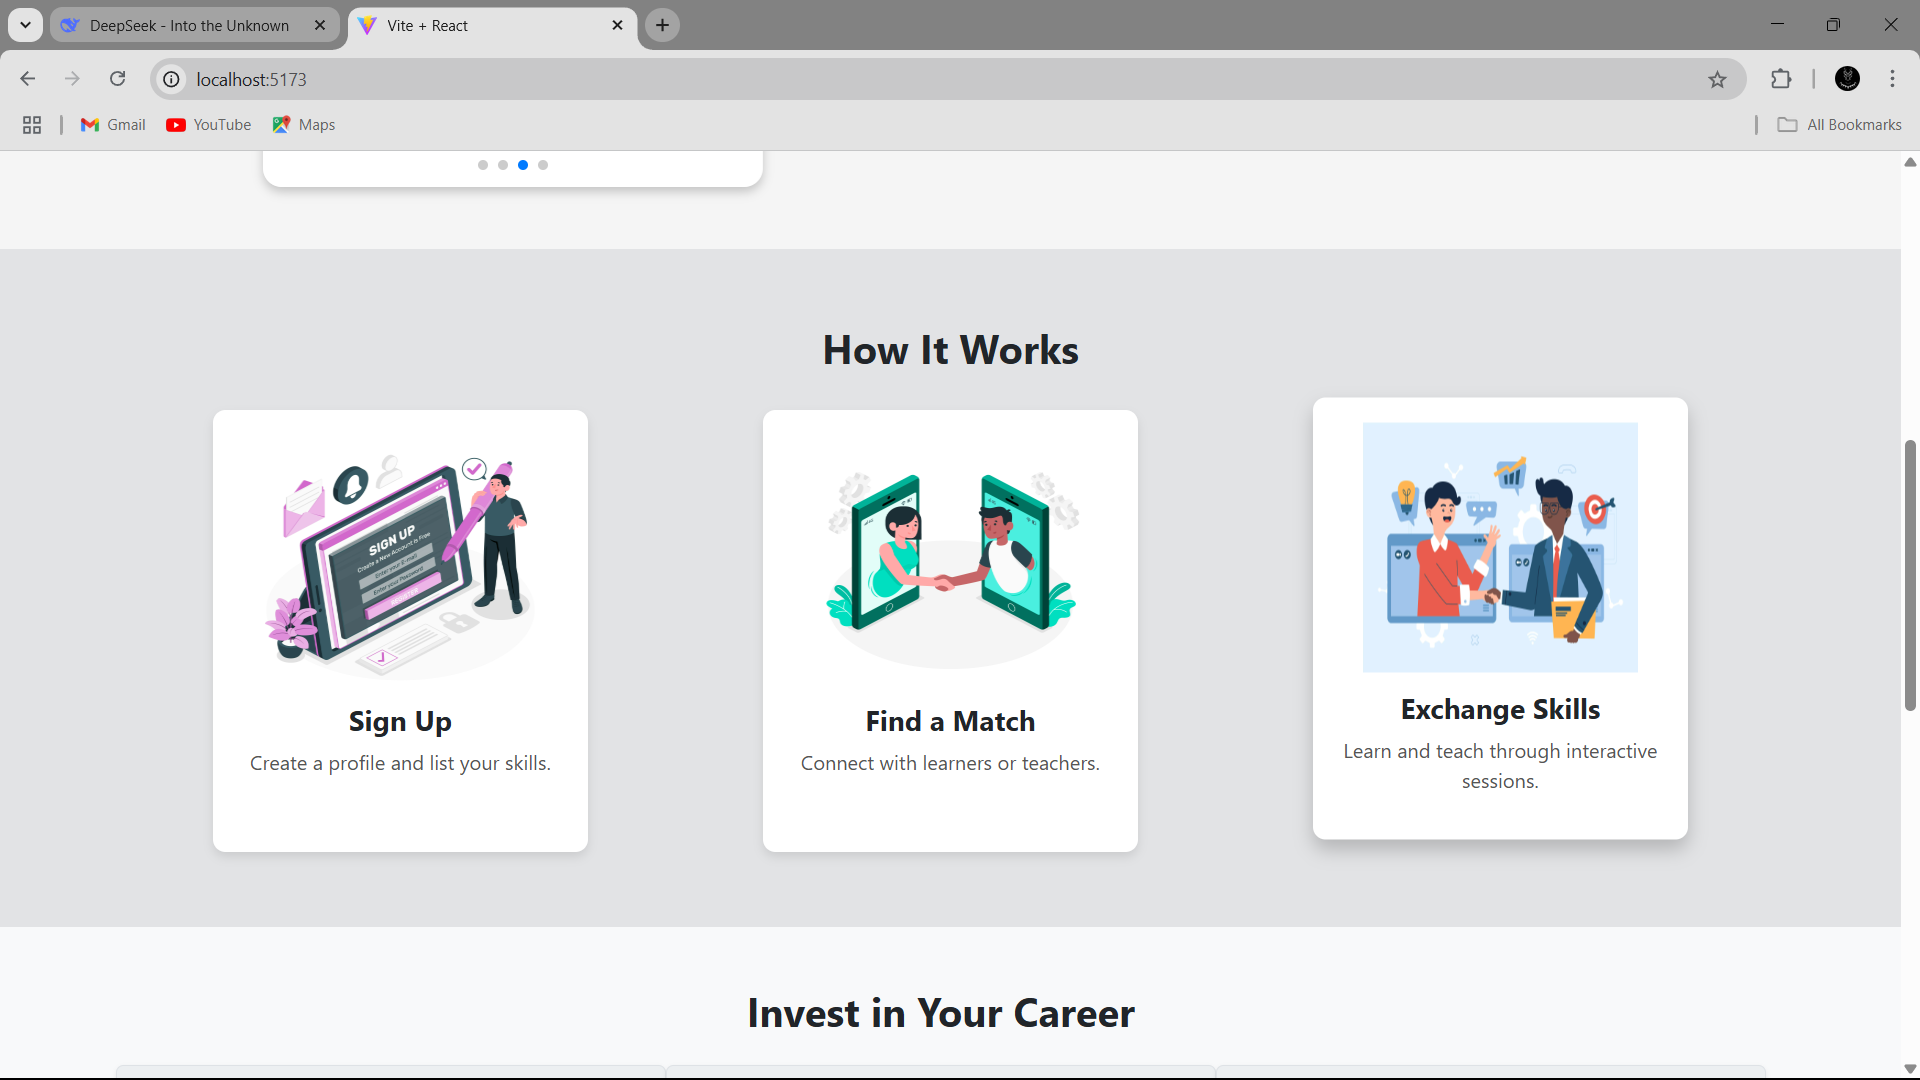 DeepSeek - Into the Unknown
Vite + React
localhost:5173
Gmail
YouTube
Maps
All Bookmarks
How It Works
SIGN UP
Create a New Account is Free
Enter your E-mail
Enter your Password
Sign Up
Create a profile and list your skills.
Find a Match
Connect with learners or teachers.
Exchange Skills
Learn and teach through interactive
sessions.
Invest in Your Career